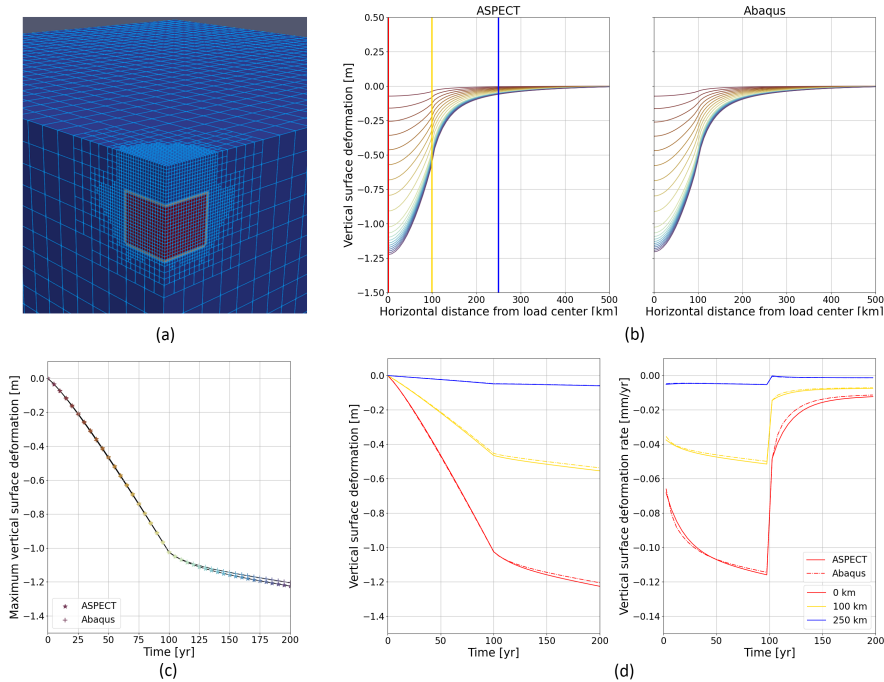 ASPECT
Abaqus
0.50
0.25
0.00
−0.25
−0.50
−0.75
−1.00
−1.25
−1.50
Vertical surface deformation [m]
0 100 200 300 400 500
0 100 200 300 400 500
Horizontal distance from load center [km]
Horizontal distance from load center [km]
(a)
(b)
0.0
−0.2
−0.4
−0.6
−0.8
−1.0
−1.2
−1.4
Maximum vertical surface deformation [m]
ASPECT
Abaqus
0 25 50 75 100 125 150 175 200
Time [yr]
(c)
0.0
−0.2
−0.4
−0.6
−0.8
−1.0
−1.2
−1.4
Vertical surface deformation [m]
0 50 100 150 200
Time [yr]
0.00
−0.02
−0.04
−0.06
−0.08
−0.10
−0.12
−0.14
Vertical surface deformation rate [mm/yr]
ASPECT
Abaqus
0 km
100 km
250 km
0 50 100 150 200
Time [yr]
(d)